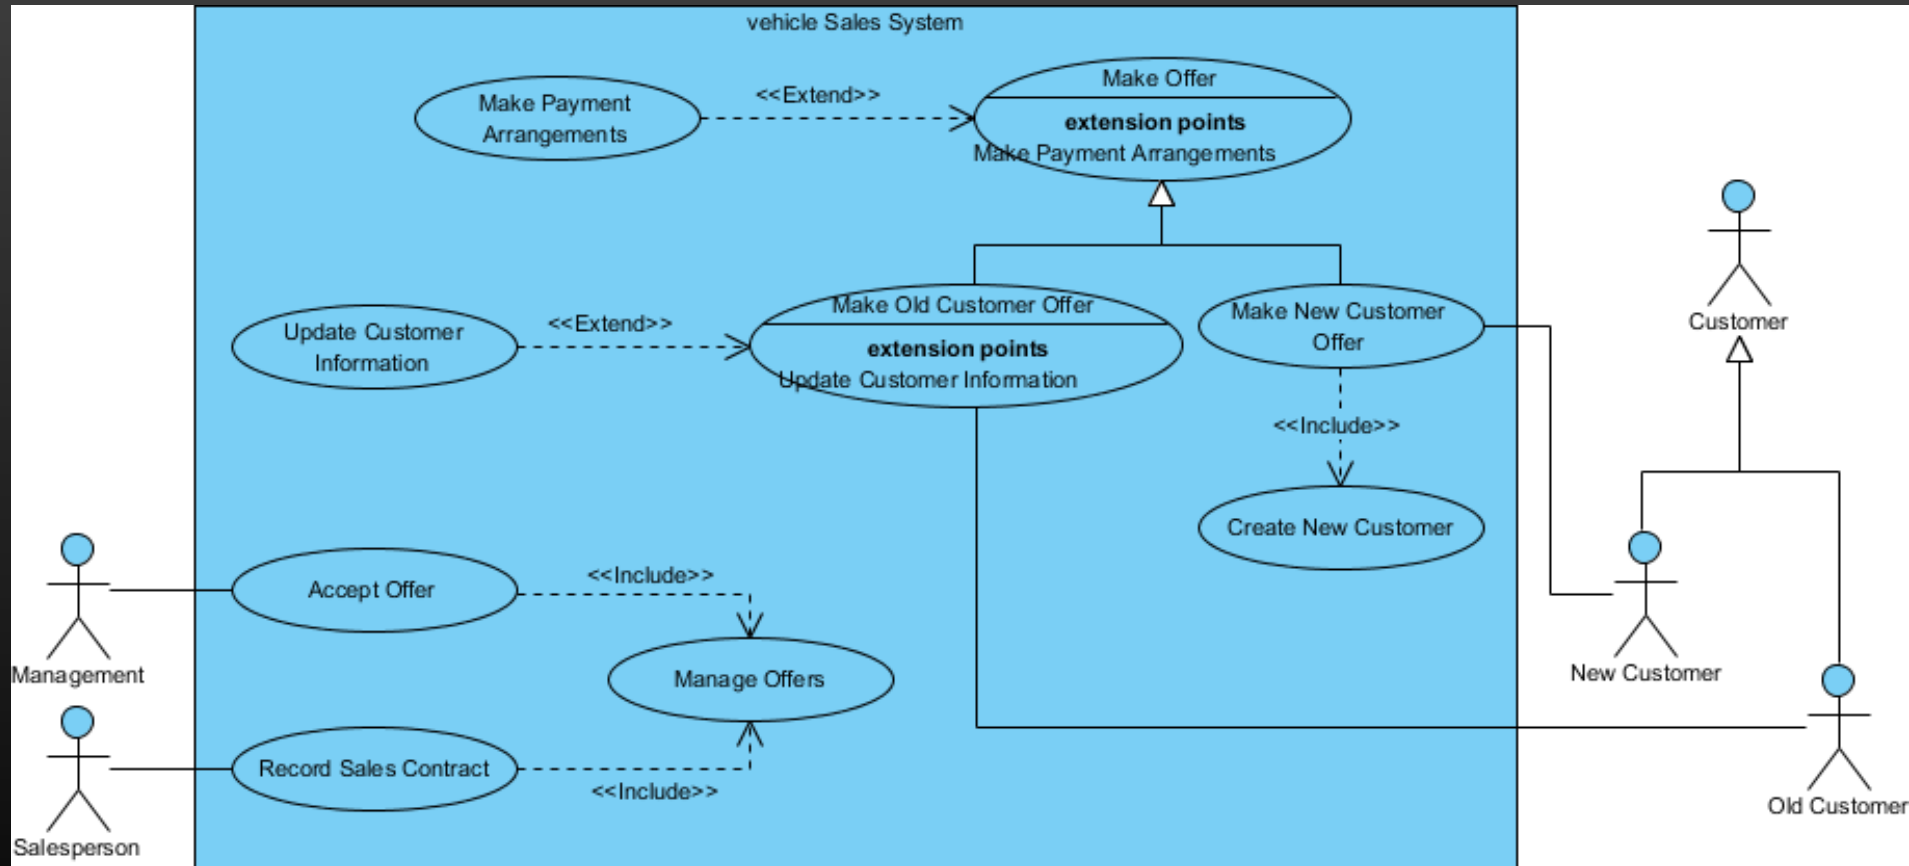 vehicle Sales System
Make Payment
Arrangements
<<Extend>>
Make Offer
extension points
Make Payment Arrangements
Update Customer
Information
<<Extend>>
Make Old Customer Offer
extension points
Update Customer Information
Make New Customer
Offer
<<Include>>
Create New Customer
Customer
New Customer
Old Customer
Management
Accept Offer
<<Include>>
Manage Offers
Salesperson
Record Sales Contract
<<Include>>